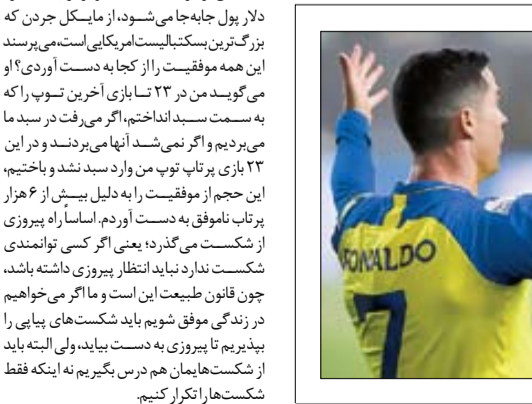 دلار پول جابه‌جا می‌شود، از مایکل جردن که
بزرگ‌ترین بسکتبالیست امریکایی است، می‌پرسند
این همه موفقیت را از کجا به دست آوردی؟ او
می‌گوید من در ۲۳ تا بازی آخرین توپ را که
به سمت سبد انداختم، اگر می‌رفت در سبد ما
می‌بردیم و اگر نمی‌شد آنها می‌بردند و در این
۲۳ بازی پرتاپ توپ من وارد سبد نشد و باختیم،
این حجم از موفقیت را به دلیل بیش از ۶ هزار
پرتاب ناموفق به دست آوردم. اساساً راه پیروزی
از شکست می‌گذرد؛ یعنی اگر کسی توانمندی
شکست ندارد نباید انتظار پیروزی داشته باشد،
چون قانون طبیعت این است و ما اگر می‌خواهیم
در زندگی موفق شویم باید شکست‌های پیاپی را
بپذیریم تا پیروزی به دست بیاید، ولی البته باید
از شکست‌هایمان هم درس بگیریم نه اینکه فقط
شکست‌ها را تکرار کنیم.
RONALDO
7